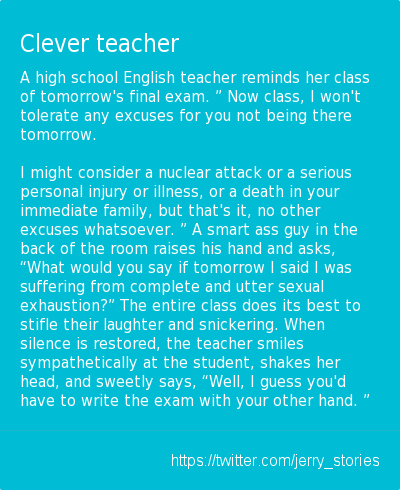 Clever teacher
A high school English teacher reminds her class
of tomorrow's final exam. ” Now class, I won't
tolerate any excuses for you not being there
tomorrow.
I might consider a nuclear attack or a serious
personal injury or illness, or a death in your
immediate family, but that's it, no other
excuses whatsoever. ” A smart ass guy in the
back of the room raises his hand and asks,
“What would you say if tomorrow I said I was
suffering from complete and utter sexual
exhaustion?” The entire class does its best to
stifle their laughter and snickering. When
silence is restored, the teacher smiles
sympathetically at the student, shakes her
head, and sweetly says, “Well, I guess you'd
have to write the exam with your other hand. ”
https://twitter.com/jerry_stories